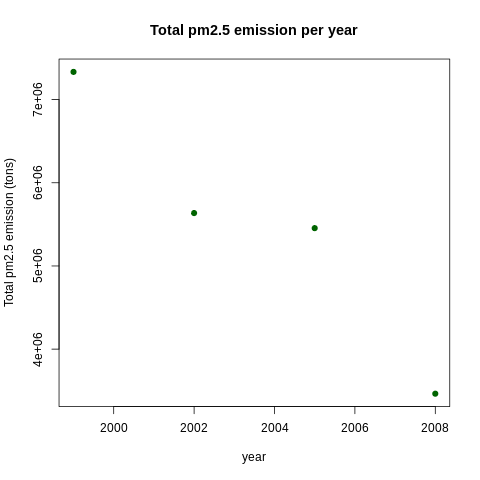 Total pm2.5 emission per year
Total pm2.5 emission (tons)
7e+06
6e+06
5e+06
4e+06
2000 2002 2004 2006 2008
year